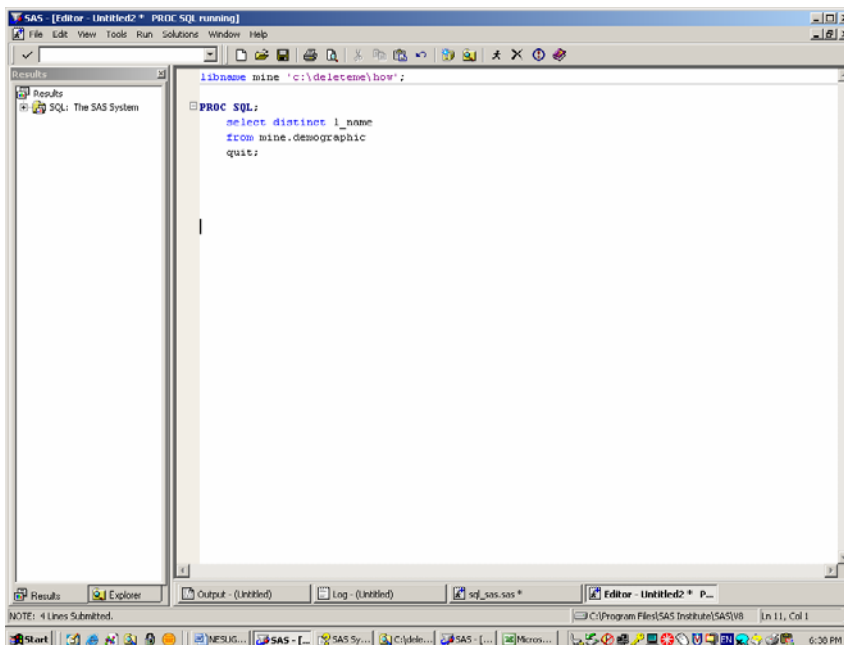 SAS - [Editor - Untitled2 * PROC SQL running]
File Edit View Tools Run Solutions Window Help
Results
Results
SQL: The SAS System
libname mine 'c:\deleteme\how';
PROC SQL;
select distinct l_name
from mine.demographic
quit;
Results
Explorer
Output - (Untitled)
Log - (Untitled)
sql_sas.sas *
Editor - Untitled2 * P...
NOTE: 4 Lines Submitted.
C:\Program Files\SAS Institute\SAS\V8
Ln 11, Col 1
Start
NESUG...
SAS - [...
SAS Sy...
C:\dele...
SAS - [...
Micros...
EN
6:30 PM